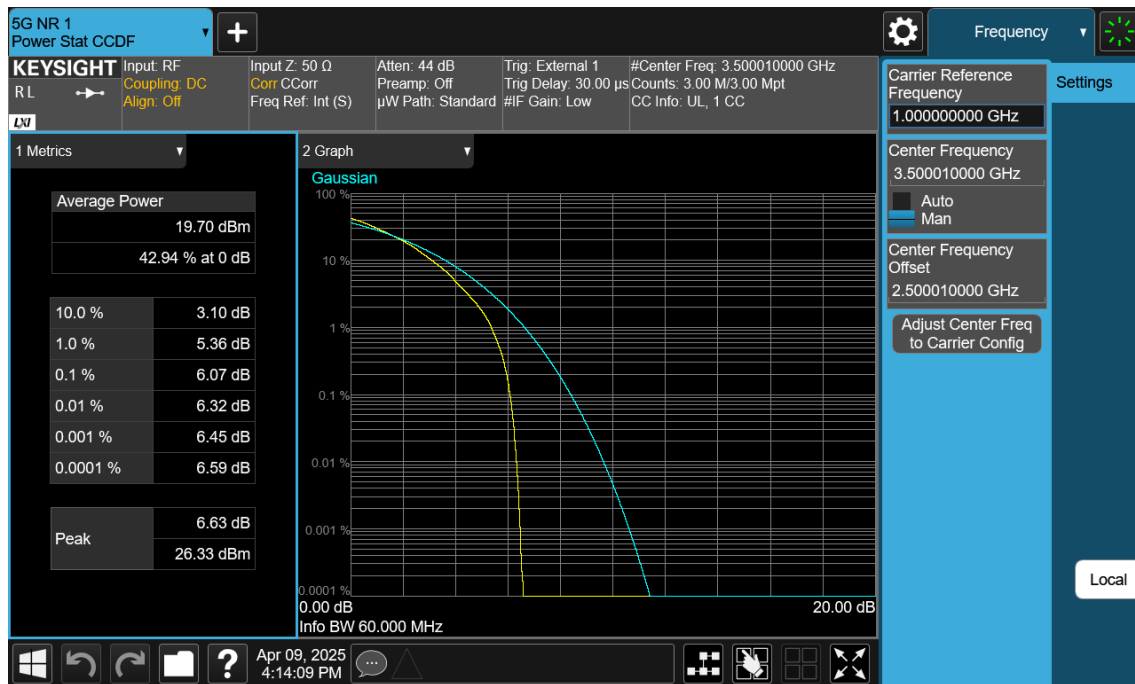 5G NR 1
Power Stat CCDF
+
Frequency
KEYSIGHT
R L
LXI
Input: RF
Coupling: DC
Align: Off
Input Z: 50 Ω
Corr CCorr
Freq Ref: Int (S)
Atten: 44 dB
Preamp: Off
µW Path: Standard
Trig: External 1
Trig Delay: 30.00 µs
#IF Gain: Low
#Center Freq: 3.500010000 GHz
Counts: 3.00 M/3.00 Mpt
CC Info: UL, 1 CC
1 Metrics
Average Power
19.70 dBm
42.94 % at 0 dB
10.0 % 3.10 dB
1.0 % 5.36 dB
0.1 % 6.07 dB
0.01 % 6.32 dB
0.001 % 6.45 dB
0.0001 % 6.59 dB
Peak
6.63 dB
26.33 dBm
2 Graph
Gaussian
100 %
10 %
1 %
0.1 %
0.01 %
0.001 %
0.0001 %
0.00 dB 20.00 dB
Info BW 60.000 MHz
Carrier Reference
Frequency
1.000000000 GHz
Center Frequency
3.500010000 GHz
Auto
Man
Center Frequency
Offset
2.500010000 GHz
Adjust Center Freq
to Carrier Config
Settings
Local
?
Apr 09, 2025
4:14:09 PM